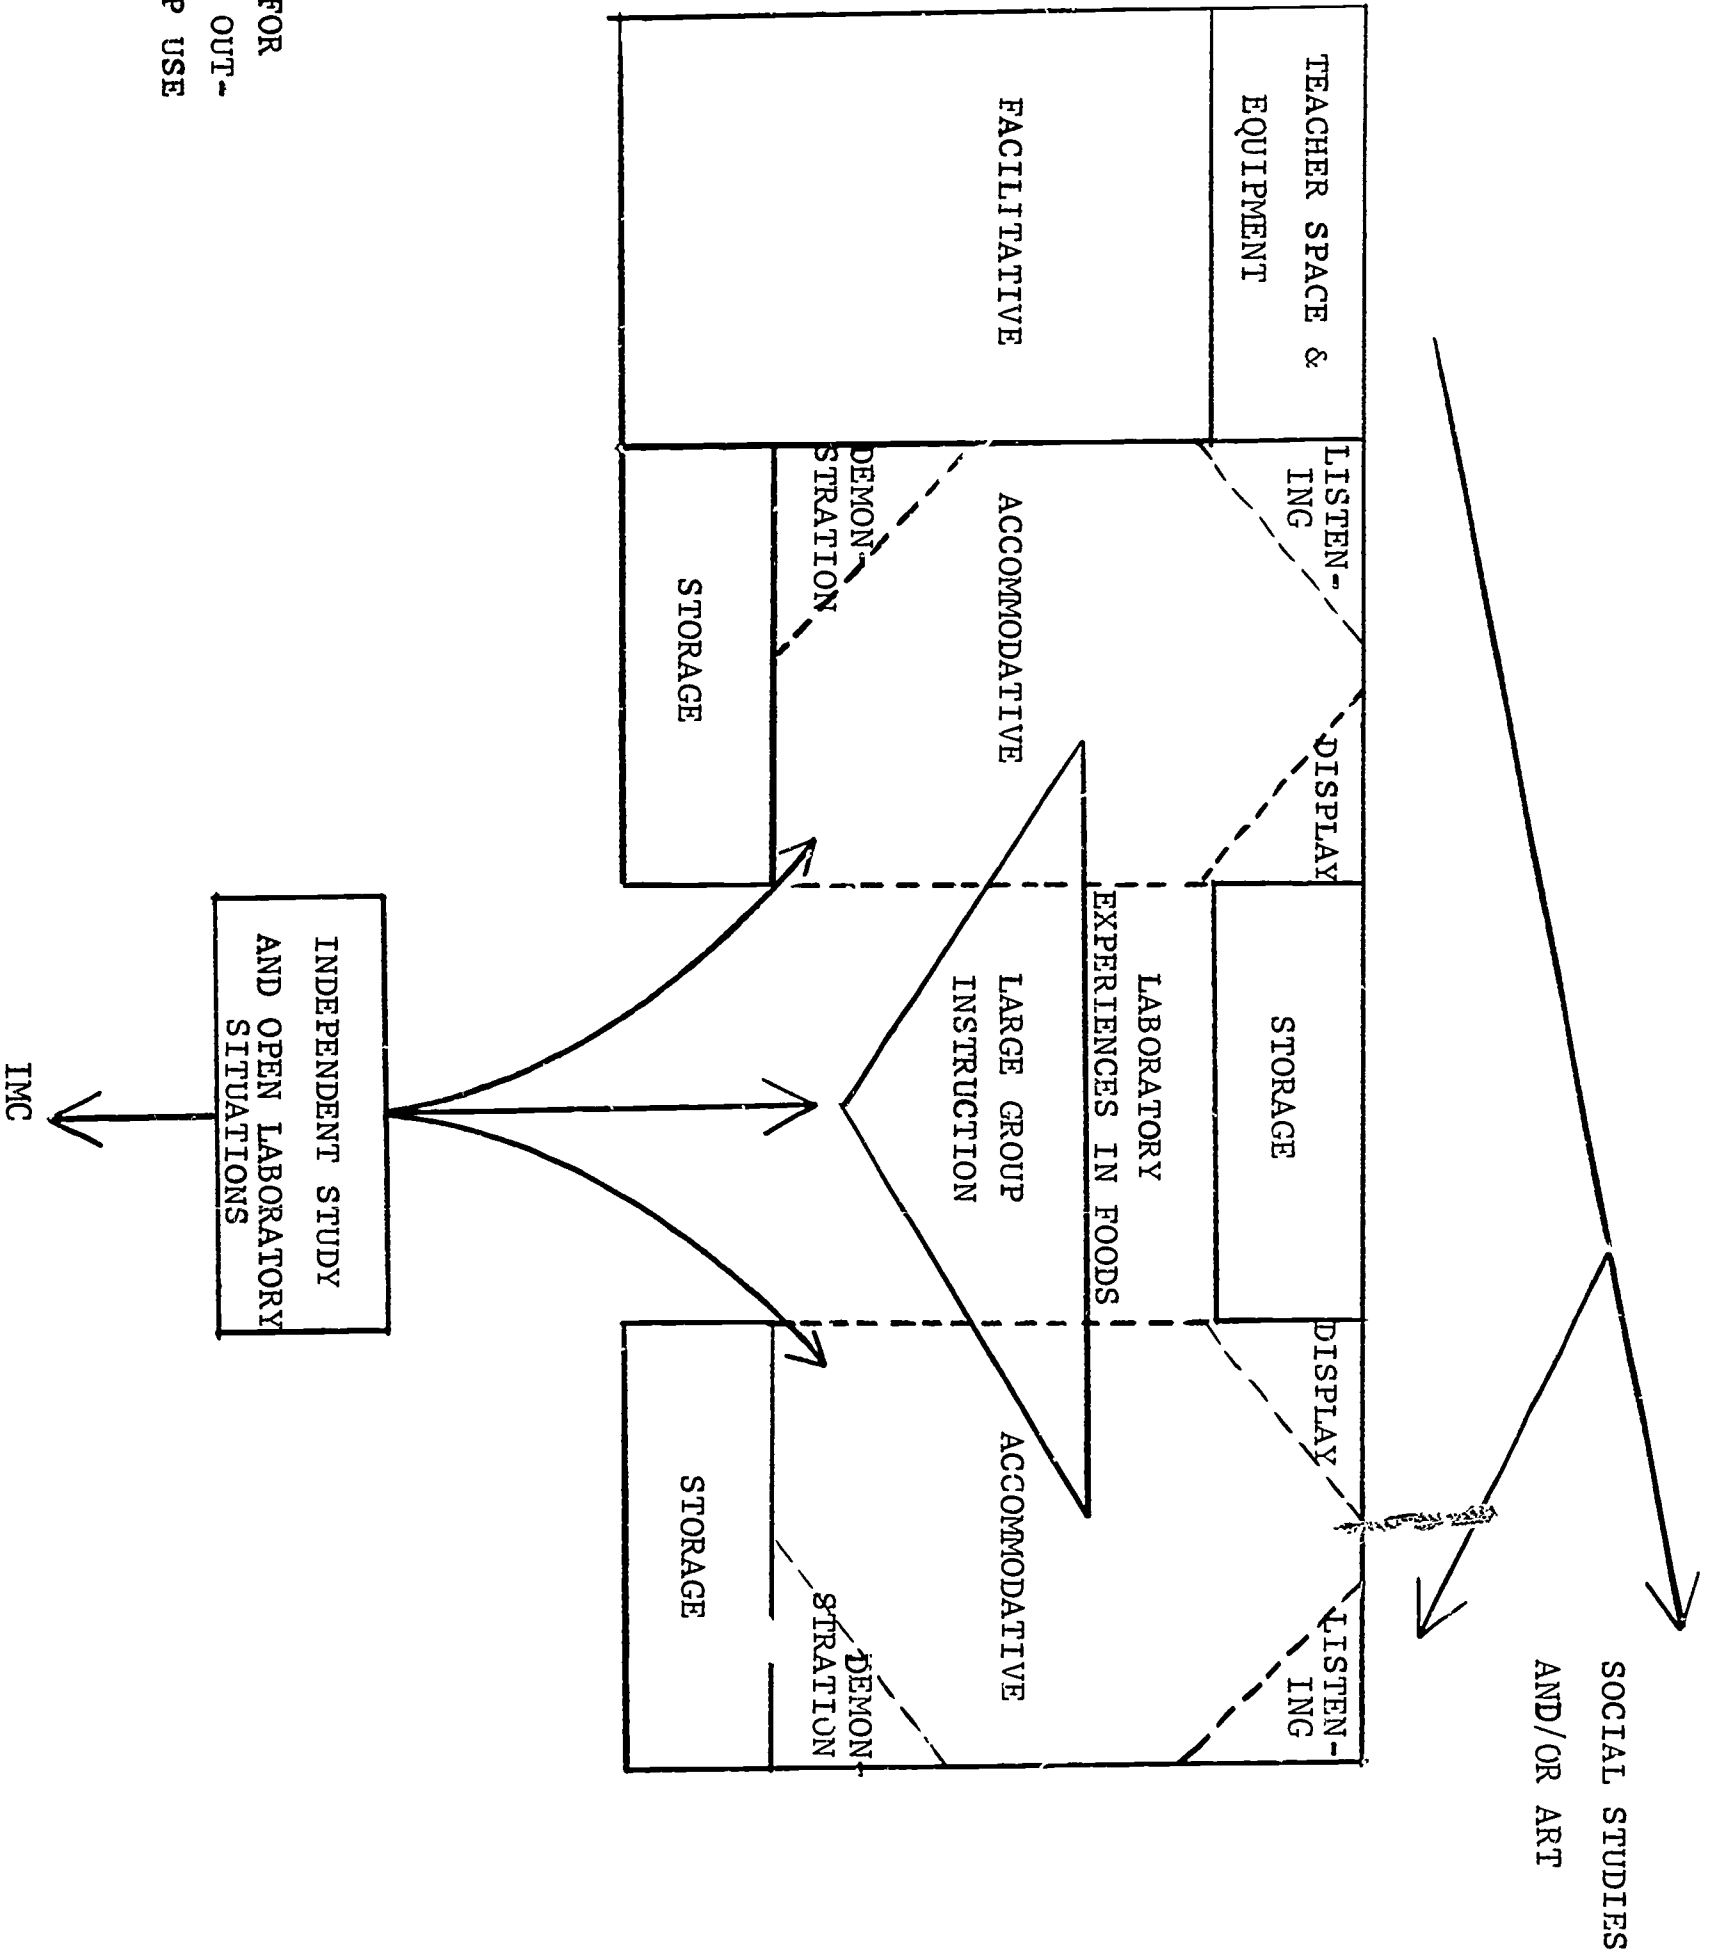 SOCIAL STUDIES
AND/OR ART
TEACHER SPACE &
EQUIPMENT
FACILITATIVE
LISTEN-
ING
DISPLAY
ACCOMMODATIVE
DEMON-
STRATION
STORAGE
STORAGE
LABORATORY
EXPERIENCES IN FOODS
LARGE GROUP
INSTRUCTION
DISPLAY
LISTEN-
ING
ACCOMMODATIVE
DEMON-
STRATION
STORAGE
INDEPENDENT STUDY
AND OPEN LABORATORY
SITUATIONS
IMC
FOR
OUT-
P USE